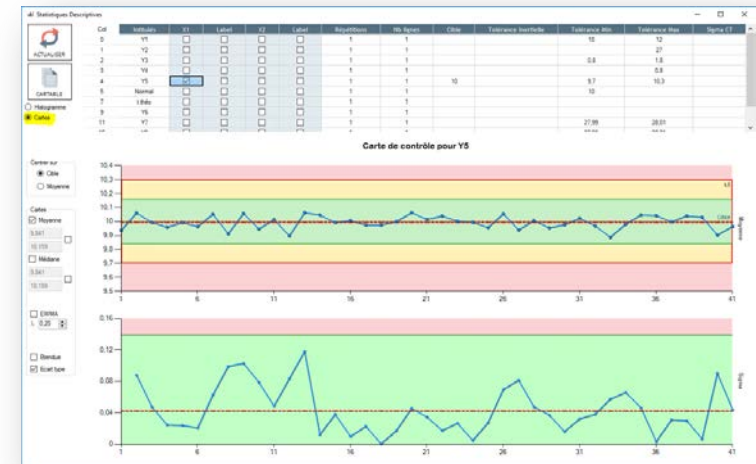 Statistiques Descriptives
ACTUALISER
CARTABLE
Histogramme
Cartes
Col Intitulés X1 Label Y2 Label Répétitions Nb lignes Cible Tolérance Inertielle Tolérance Min Tolérance Max Sigma CT
0 Y1 1 1 10 12
1 Y2 1 1 27
2 Y3 1 1 0,8 1,8
3 Y4 1 1 0,8
4 Y5 1 1 10 9,7 10,3
6 Normal 1 1 10
7 1 1
9 Y6 1 1
11 Y7 1 1 27,99 28,01
Carte de contrôle pour Y5
Centrer sur
Cible
Moyenne
Cartes
Moyenne
9,841
10,159
Médiane
9,841
10,159
EWMA
L 0,25
Etendue
Ecart type
10,4
10,3
10,2
10,1
10
9,9
9,8
9,7
9,6
Cible
Moyenne
1 6 11 16 21 26 31 36 41
0,16
0,12
0,08
0,04
0
Sigma
1 6 11 16 21 26 31 36 41